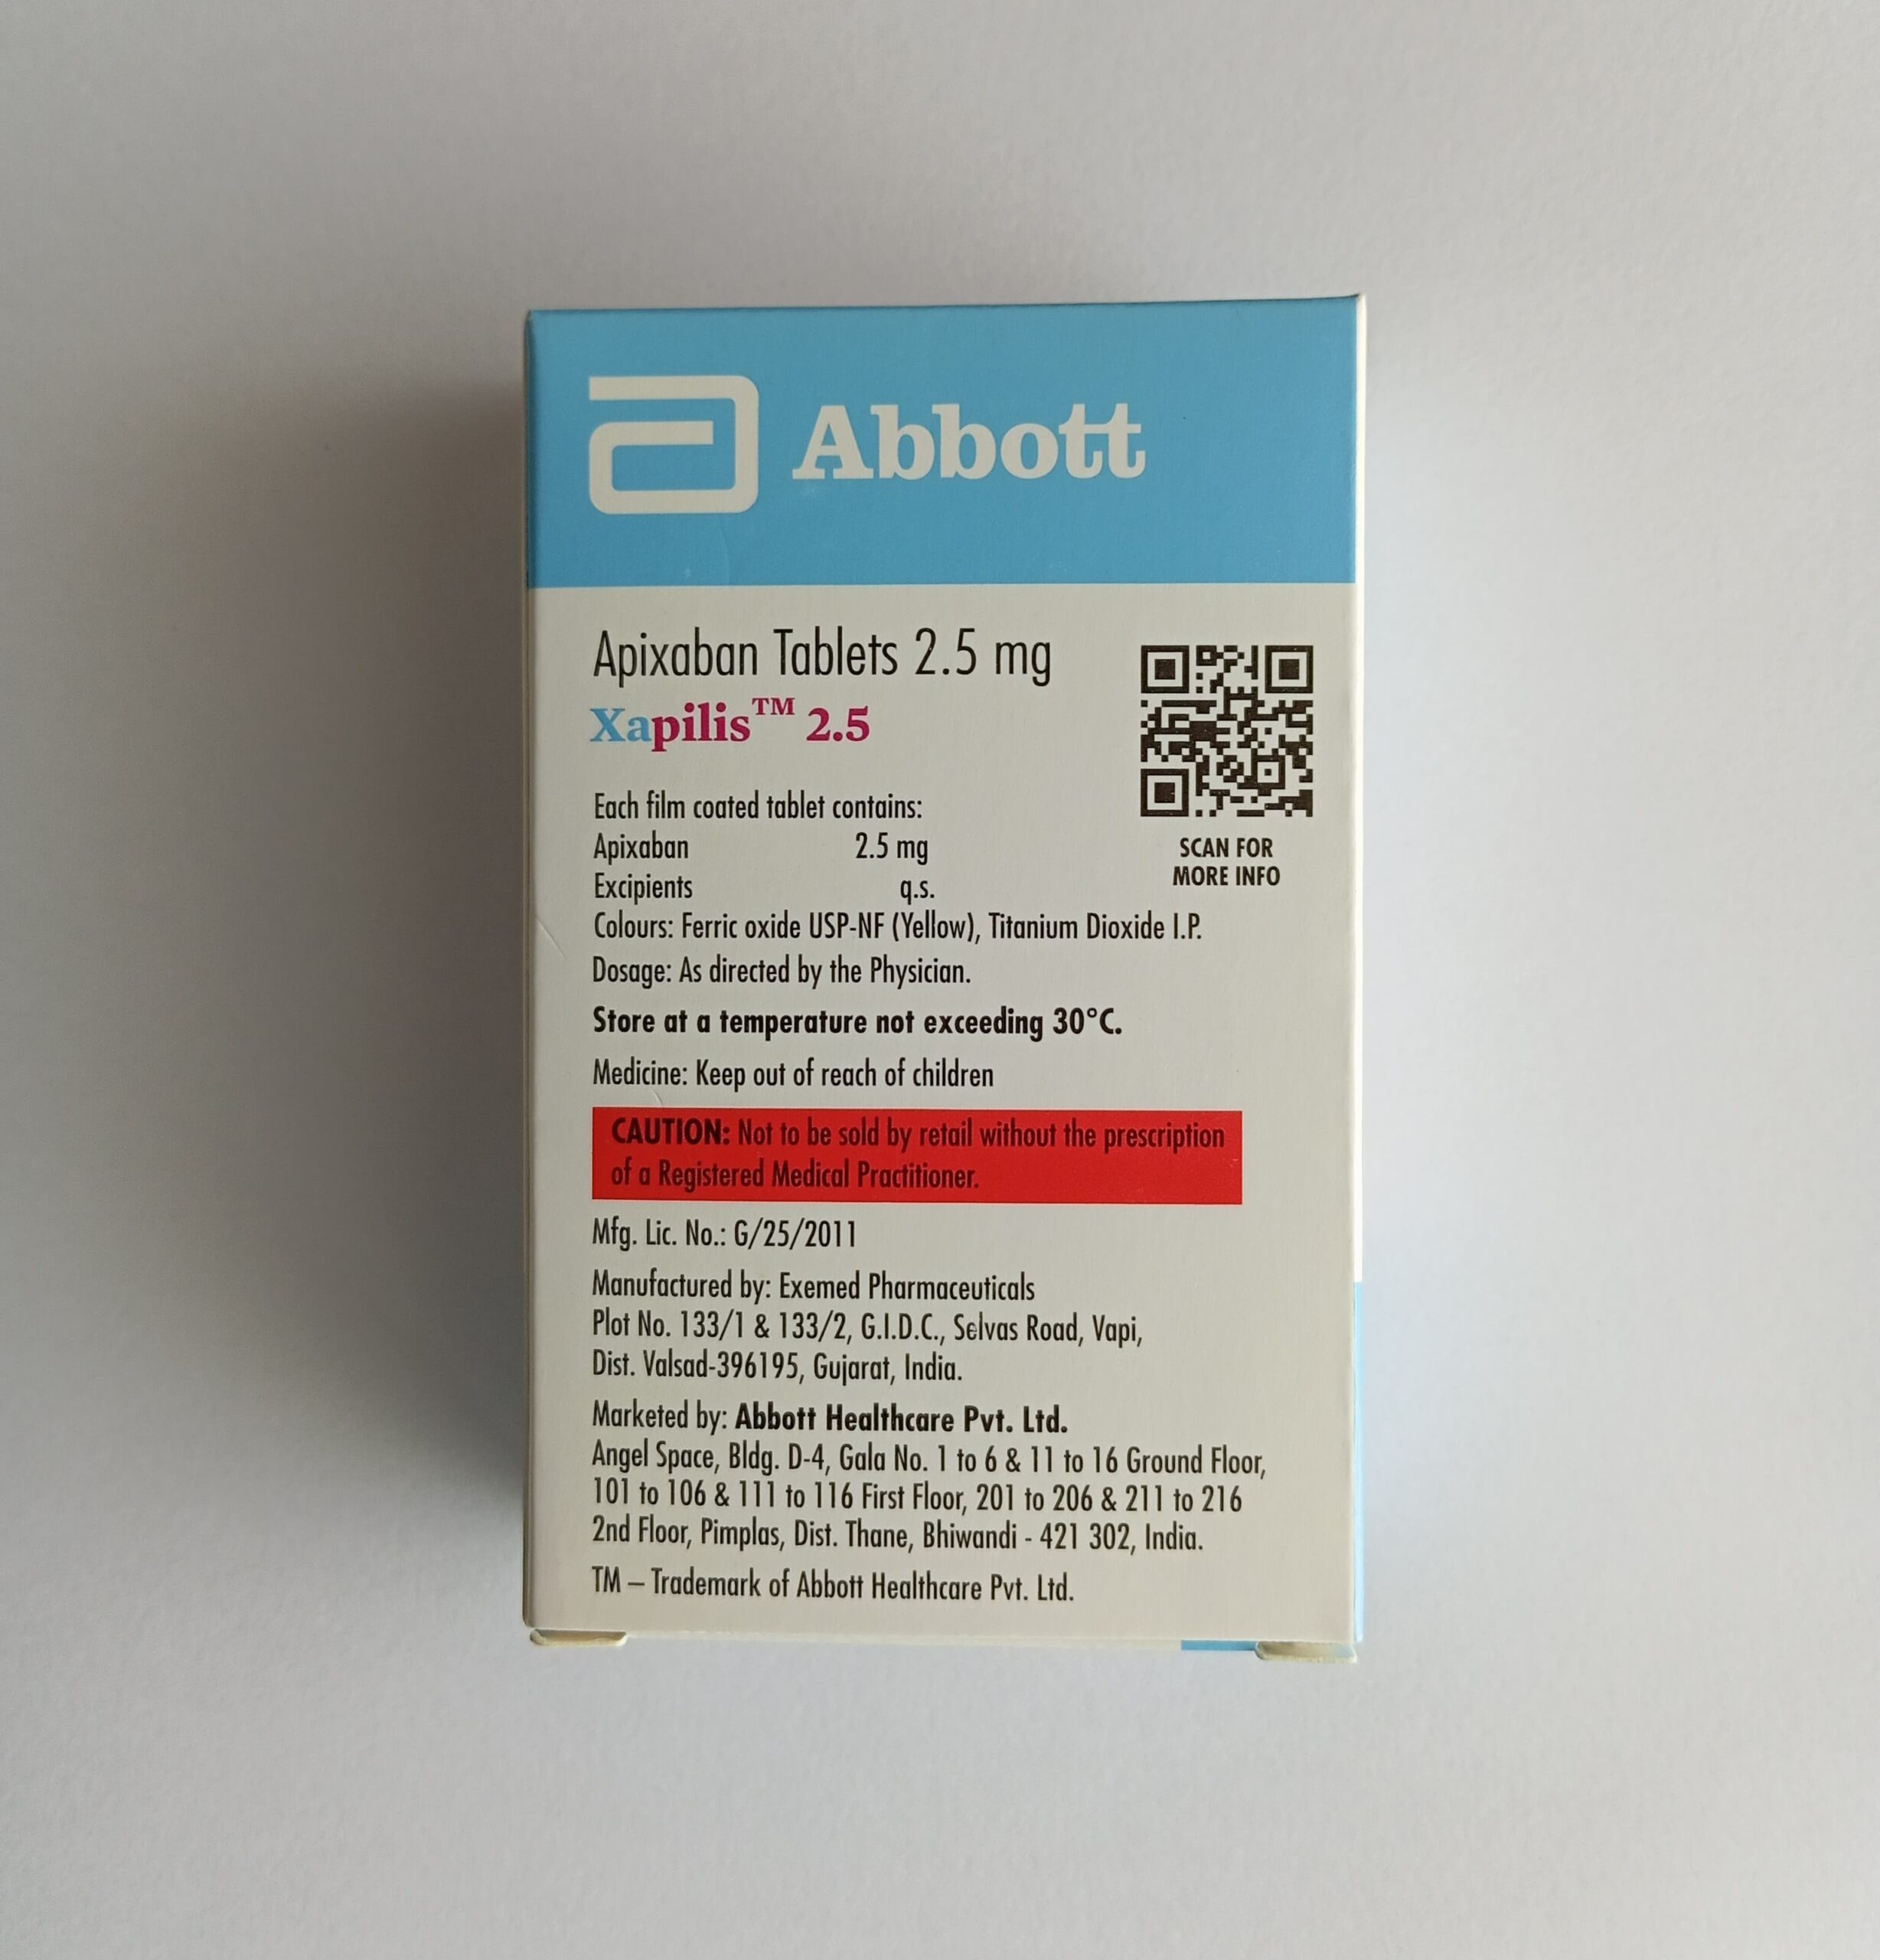 Abbott
Apixaban Tablets 2.5 mg
Xapilis™ 2.5
Each film coated tablet contains:
Apixaban 2.5 mg
Excipients q.s.
Colours: Ferric oxide USP-NF (Yellow), Titanium Dioxide I.P.
Dosage: As directed by the Physician.
Store at a temperature not exceeding 30°C.
Medicine: Keep out of reach of children
SCAN FOR
MORE INFO
CAUTION: Not to be sold by retail without the prescription
of a Registered Medical Practitioner.
Mfg. Lic. No.: G/25/2011
Manufactured by: Exemed Pharmaceuticals
Plot No. 133/1 & 133/2, G.I.D.C., Selvas Road, Vapi,
Dist. Valsad-396195, Gujarat, India.
Marketed by: Abbott Healthcare Pvt. Ltd.
Angel Space, Bldg. D-4, Gala No. 1 to 6 & 11 to 16 Ground Floor,
101 to 106 & 111 to 116 First Floor, 201 to 206 & 211 to 216
2nd Floor, Pimplas, Dist. Thane, Bhiwandi - 421 302, India.
TM – Trademark of Abbott Healthcare Pvt. Ltd.